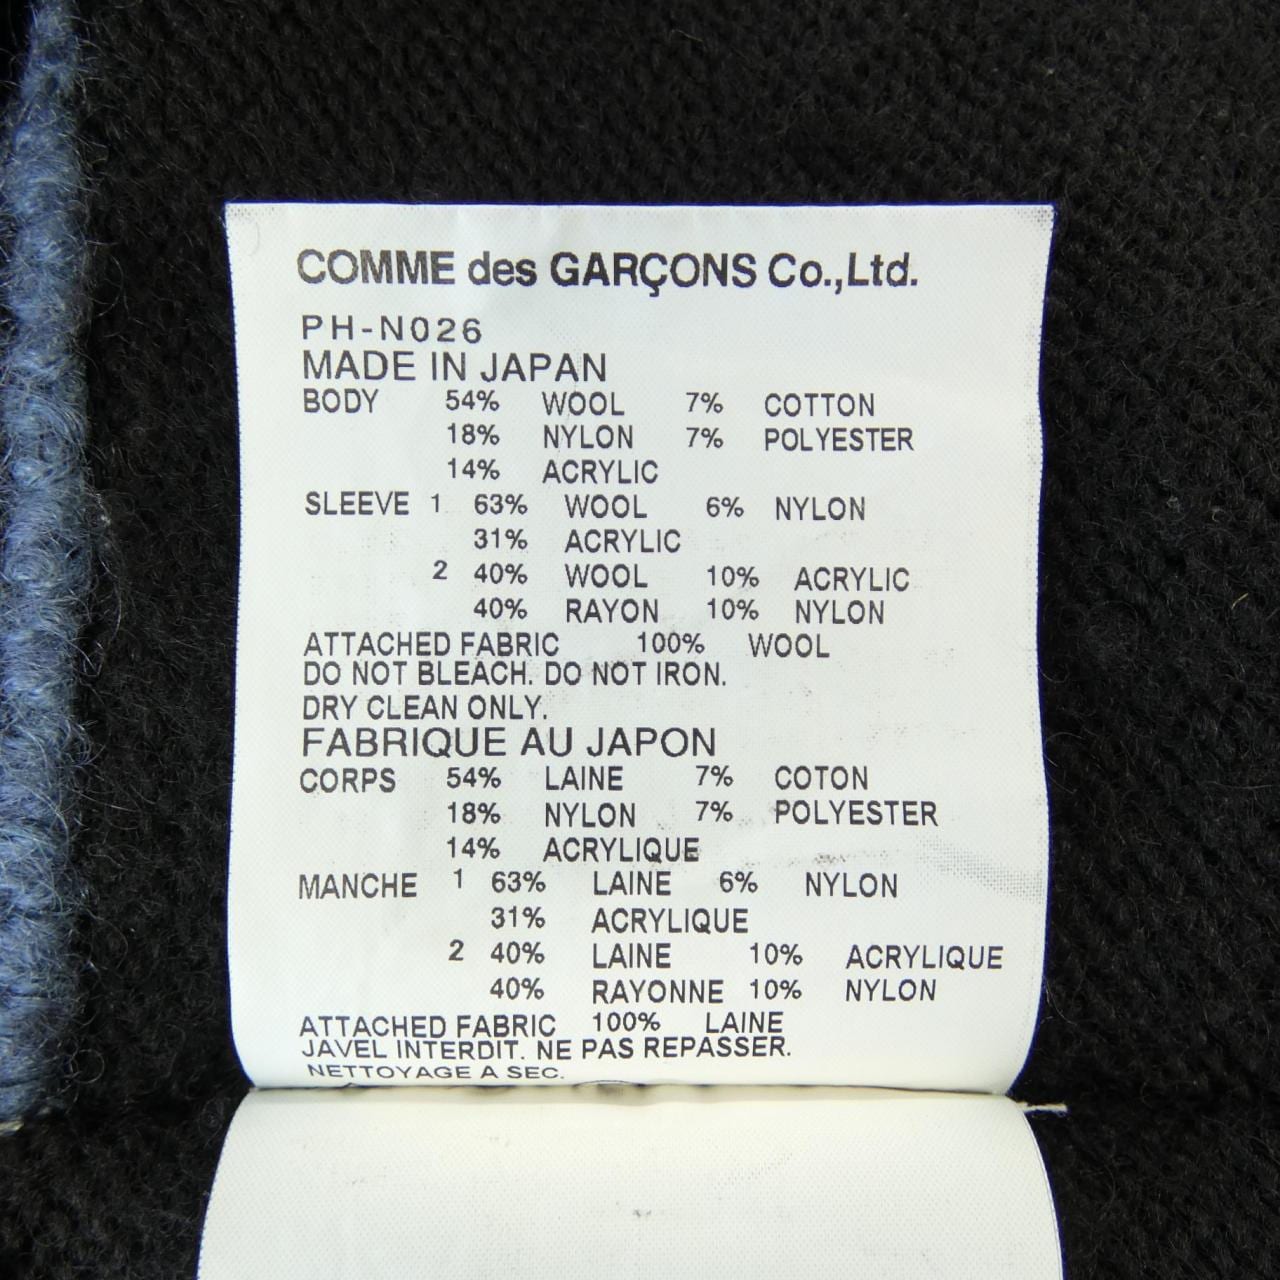 COMME des GARÇONS Co.,Ltd.
PH-N026
MADE IN JAPAN
BODY 54% WOOL 7% COTTON
18% NYLON 7% POLYESTER
14% ACRYLIC
SLEEVE 1 63% WOOL 6% NYLON
31% ACRYLIC
2 40% WOOL 10% ACRYLIC
40% RAYON 10% NYLON
ATTACHED FABRIC 100% WOOL
DO NOT BLEACH. DO NOT IRON.
DRY CLEAN ONLY.
FABRIQUE AU JAPON
CORPS 54% LAINE 7% COTON
18% NYLON 7% POLYESTER
14% ACRYLIQUE
MANCHE 1 63% LAINE 6% NYLON
31% ACRYLIQUE
2 40% LAINE 10% ACRYLIQUE
40% RAYONNE 10% NYLON
ATTACHED FABRIC 100% LAINE
JAVEL INTERDIT. NE PAS REPASSER.
NETTOYAGE A SEC.